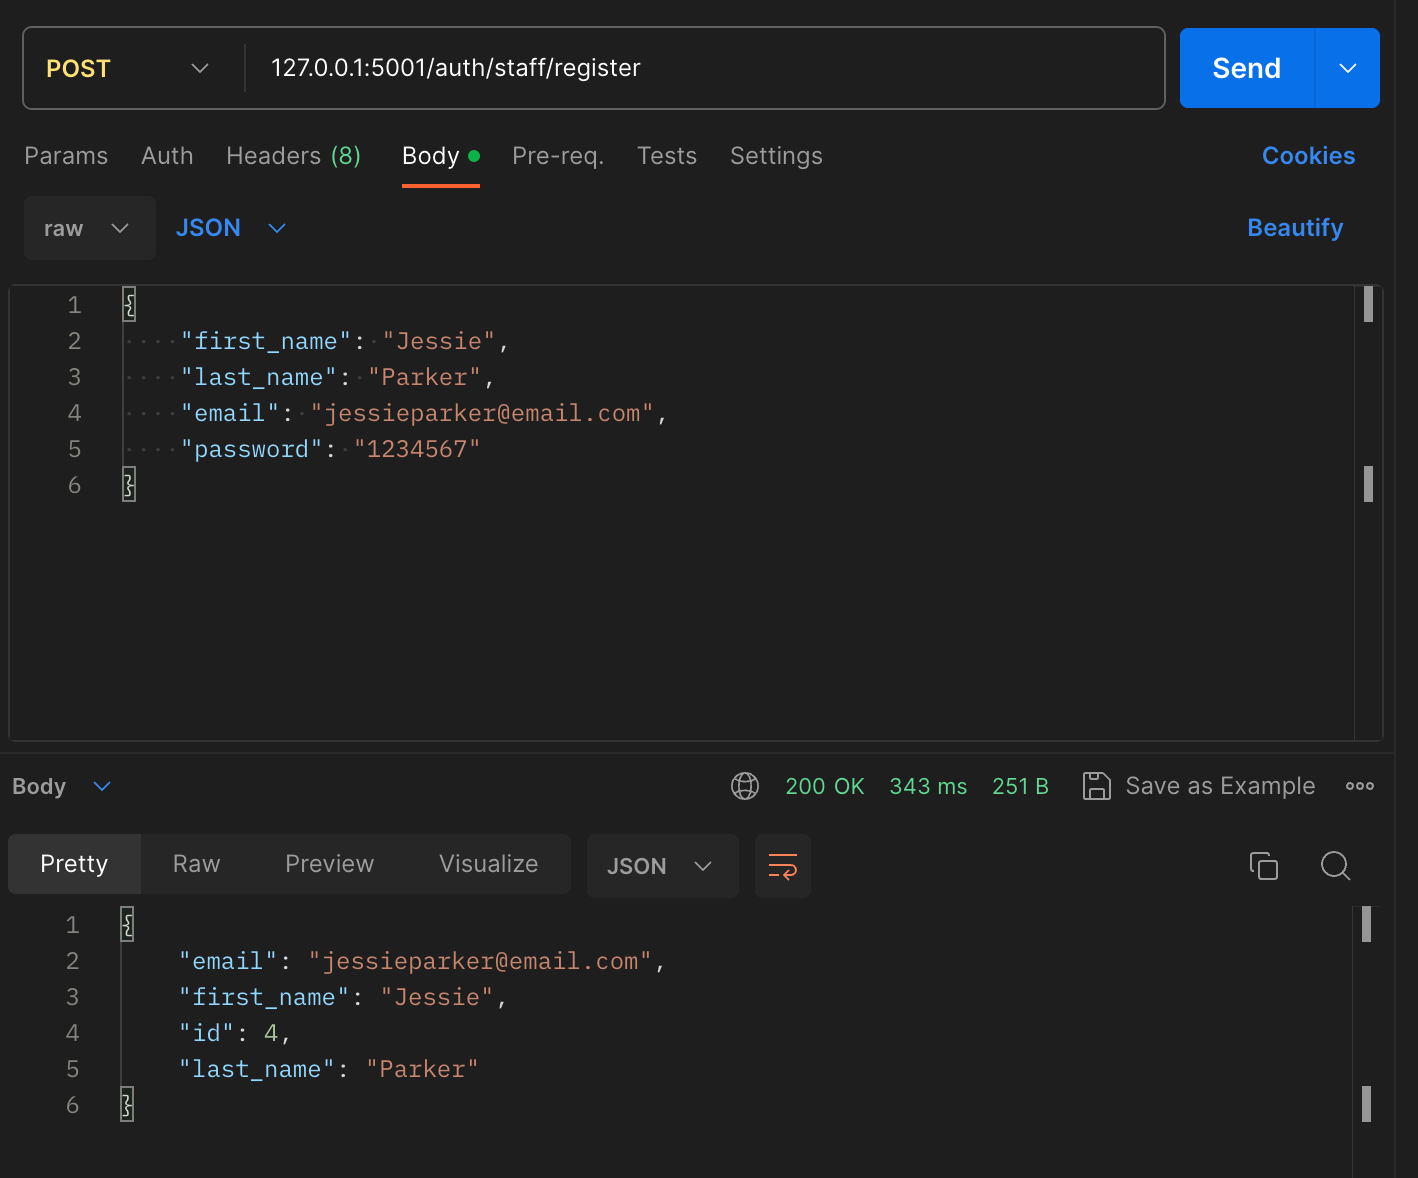 POST 127.0.0.1:5001/auth/staff/register Send
Params Auth Headers (8) Body Pre-req. Tests Settings Cookies
raw JSON Beautify
1 {
2 "first_name": "Jessie",
3 "last_name": "Parker",
4 "email": "jessieparker@email.com",
5 "password": "1234567"
6 }
Body 200 OK 343 ms 251 B Save as Example
Pretty Raw Preview Visualize JSON
1 {
2 "email": "jessieparker@email.com",
3 "first_name": "Jessie",
4 "id": 4,
5 "last_name": "Parker"
6 }